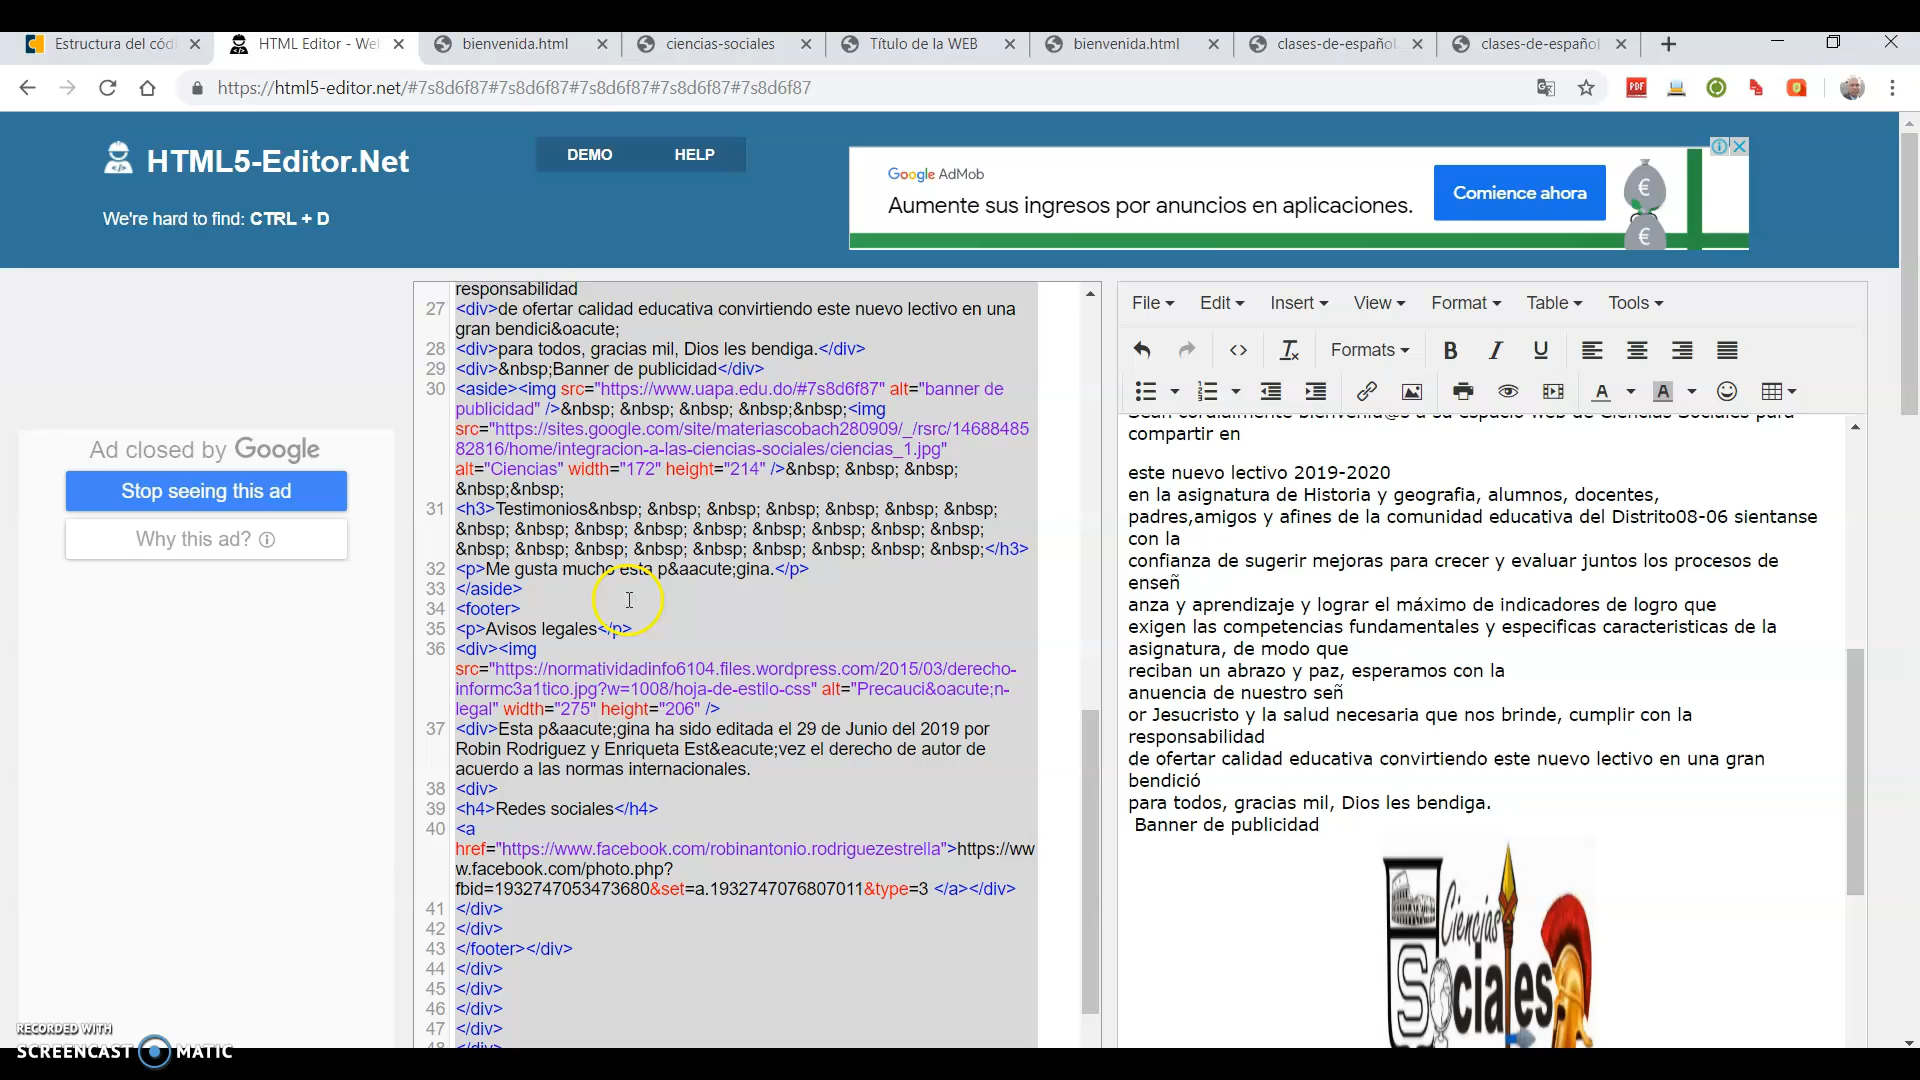 Estructura del códi
HTML Editor - Wel
bienvenida.html
ciencias-sociales
Título de la WEB
bienvenida.html
clases-de-español
clases-de-español
https://html5-editor.net/#7s8d6f87#7s8d6f87#7s8d6f87#7s8d6f87#7s8d6f87
PDF
HTML5-Editor.Net
DEMO
HELP
We're hard to find: CTRL + D
Google AdMob
Aumente sus ingresos por anuncios en aplicaciones.
Comience ahora
Ad closed by Google
Stop seeing this ad
Why this ad?
responsabilidad
27 <div>de ofertar calidad educativa convirtiendo este nuevo lectivo en una
gran bendici&oacute;
28 <div>para todos, gracias mil, Dios les bendiga.</div>
29 <div>&nbsp;Banner de publicidad</div>
30 <aside><img src="https://www.uapa.edu.do/#7s8d6f87" alt="banner de
publicidad" />&nbsp; &nbsp; &nbsp; &nbsp;&nbsp;<img
src="https://sites.google.com/site/materiascobach280909/_/rsrc/14688485
82816/home/integracion-a-las-ciencias-sociales/ciencias_1.jpg"
alt="Ciencias" width="172" height="214" />&nbsp; &nbsp; &nbsp;
&nbsp;&nbsp;
31 <h3>Testimonios&nbsp; &nbsp; &nbsp; &nbsp; &nbsp; &nbsp; &nbsp;
&nbsp; &nbsp; &nbsp; &nbsp; &nbsp; &nbsp; &nbsp; &nbsp; &nbsp;
&nbsp; &nbsp; &nbsp; &nbsp; &nbsp; &nbsp; &nbsp; &nbsp; &nbsp;</h3>
32 <p>Me gusta mucho esta p&aacute;gina.</p>
33 </aside>
34 <footer>
35 <p>Avisos legales</p>
36 <div><img
src="https://normatividadinfo6104.files.wordpress.com/2015/03/derecho-
informc3a1tico.jpg?w=1008/hoja-de-estilo-css" alt="Precauci&oacute;n-
legal" width="275" height="206" />
37 <div>Esta p&aacute;gina ha sido editada el 29 de Junio del 2019 por
Robin Rodriguez y Enriqueta Est&eacute;vez el derecho de autor de
acuerdo a las normas internacionales.
38 <div>
39 <h4>Redes sociales</h4>
40 <a
href="https://www.facebook.com/robinantonio.rodriguezestrella">https://ww
w.facebook.com/photo.php?
fbid=1932747053473680&set=a.1932747076807011&type=3 </a></div>
41 </div>
42 </div>
43 </footer></div>
44 </div>
45 </div>
46 </div>
47 </div>
48 </div>
File Edit Insert View Format Table Tools
Formats B I U
A A
Sean cordialmente bienvenid@s a su espacio web de Ciencias Sociales para
compartir en
este nuevo lectivo 2019-2020
en la asignatura de Historia y geografia, alumnos, docentes,
padres,amigos y afines de la comunidad educativa del Distrito08-06 sientanse
con la
confianza de sugerir mejoras para crecer y evaluar juntos los procesos de
enseñ
anza y aprendizaje y lograr el máximo de indicadores de logro que
exigen las competencias fundamentales y especificas caracteristicas de la
asignatura, de modo que
reciban un abrazo y paz, esperamos con la
anuencia de nuestro señ
or Jesucristo y la salud necesaria que nos brinde, cumplir con la
responsabilidad
de ofertar calidad educativa convirtiendo este nuevo lectivo en una gran
bendició
para todos, gracias mil, Dios les bendiga.
Banner de publicidad
Ciencias
Sociales
RECORDED WITH
SCREENCAST MATIC